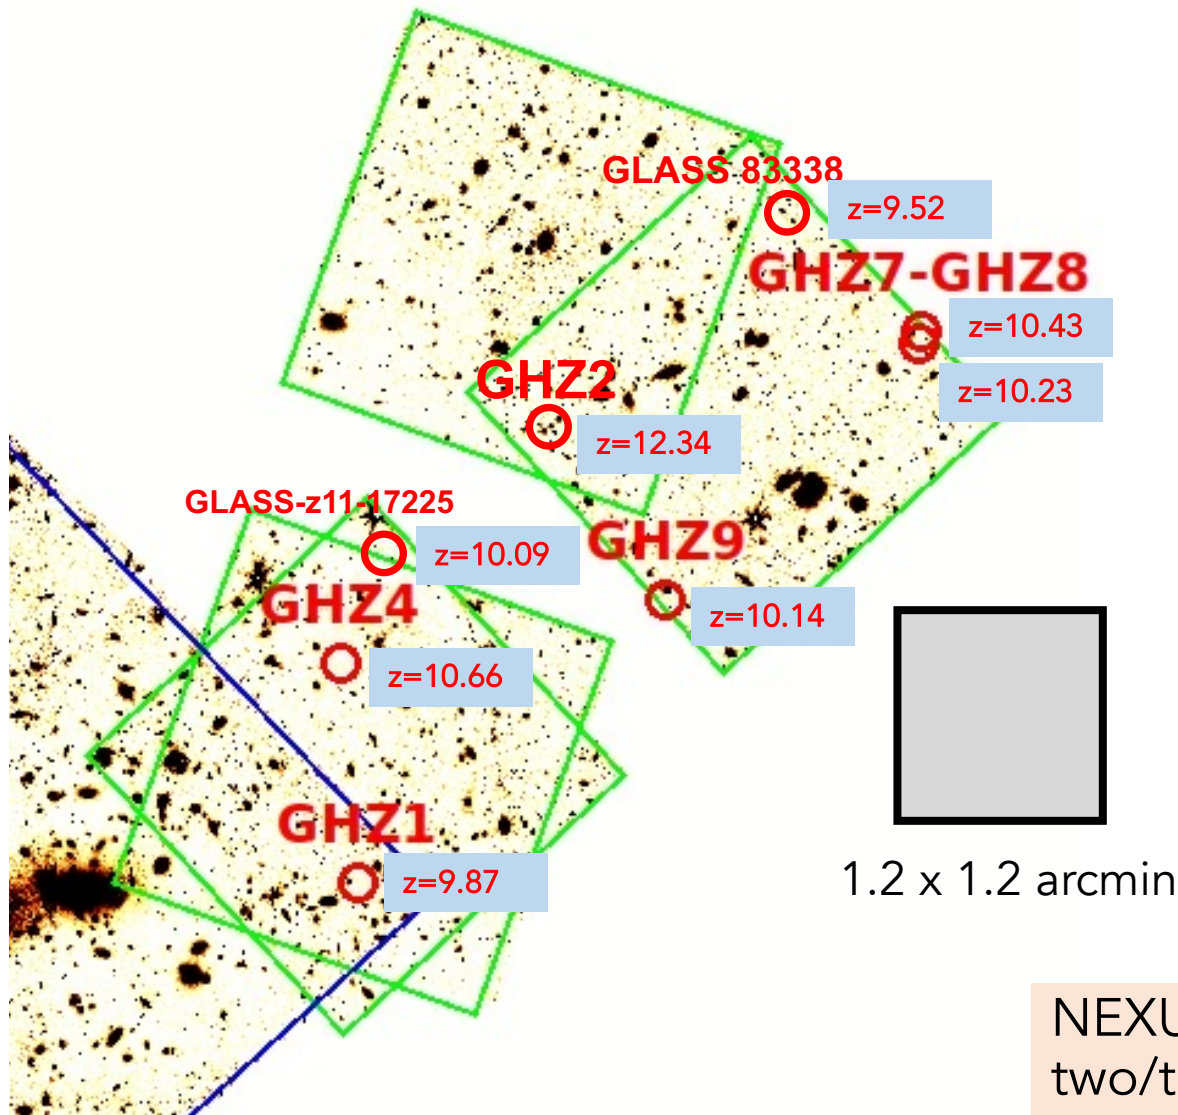 GLASS 83338
z=9.52
GHZ7-GHZ8
z=10.43
z=10.23
GHZ2
z=12.34
GLASS-z11-17225
z=10.09
GHZ9
z=10.14
GHZ4
z=10.66
GHZ1
z=9.87
1.2 x 1.2 arcmin
two/t